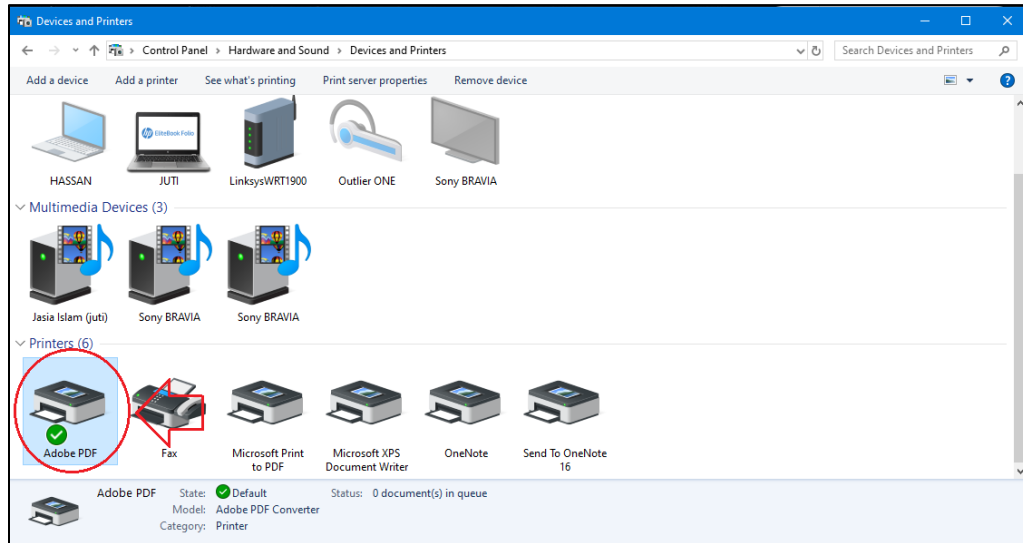 Devices and Printers
Control Panel > Hardware and Sound > Devices and Printers
Search Devices and Printers
Add a device Add a printer See what's printing Print server properties Remove device
hp EliteBook Folio
HASSAN JUTI LinksysWRT1900 Outlier ONE Sony BRAVIA
Multimedia Devices (3)
Jasia Islam (juti) Sony BRAVIA Sony BRAVIA
Printers (6)
Adobe PDF Fax Microsoft Print Microsoft XPS OneNote Send To OneNote
to PDF Document Writer 16
Adobe PDF State: Default Status: 0 document(s) in queue
Model: Adobe PDF Converter
Category: Printer